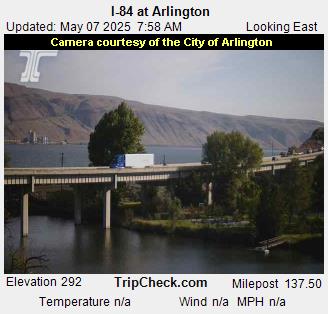 I-84 at Arlington
Updated: May 07 2025 7:58 AM Looking East
Camera courtesy of the City of Arlington
Elevation 292 TripCheck.com Milepost 137.50
Temperature n/a Wind n/a MPH n/a